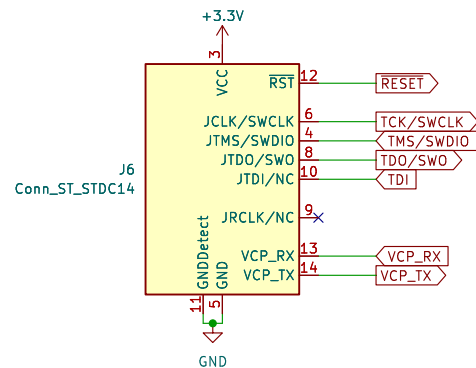 +3.3V
3
VCC
RST 12 RESET
JCLK/SWCLK 6 TCK/SWCLK
JTMS/SWDIO 4 TMS/SWDIO
J6
JTDO/SWO 8 TDO/SWO
Conn_ST_STDC14
JTDI/NC 10 TDI
JRCLK/NC 9
VCP_RX 13 VCP_RX
VCP_TX 14 VCP_TX
GNDDetect
GND
11
5
GND